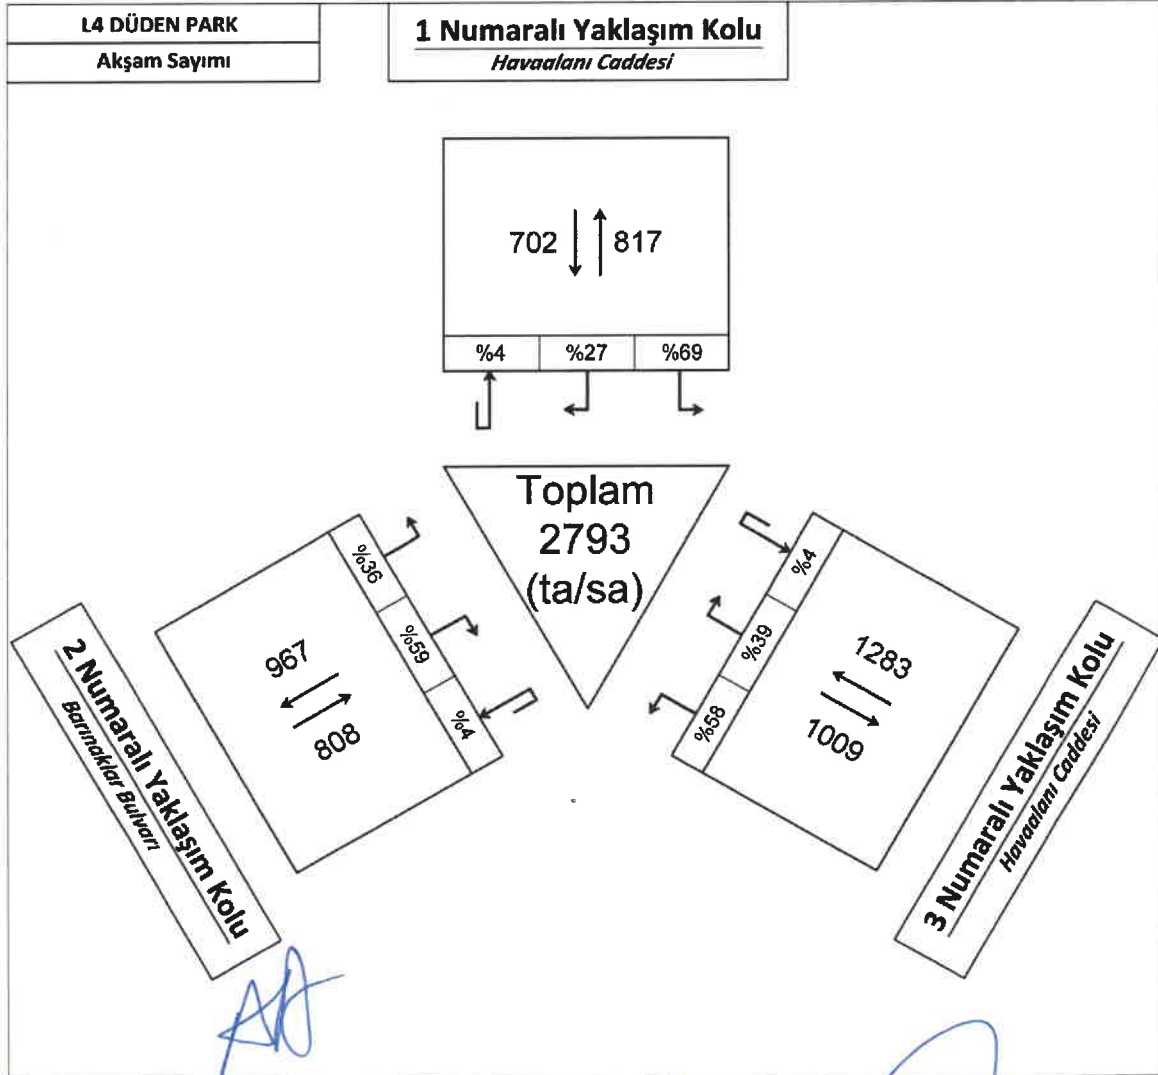 L4 DÜDEN PARK
Akşam Sayımı
1 Numaralı Yaklaşım Kolu
Havaalanı Caddesi
702 817
%4 %27 %69
Toplam
2793
(ta/sa)
%36
%59
%4
967
808
2 Numaralı Yaklaşım Kolu
Barınaklar Bulvarı
%4
%39
%58
1283
1009
3 Numaralı Yaklaşım Kolu
Havaalanı Caddesi